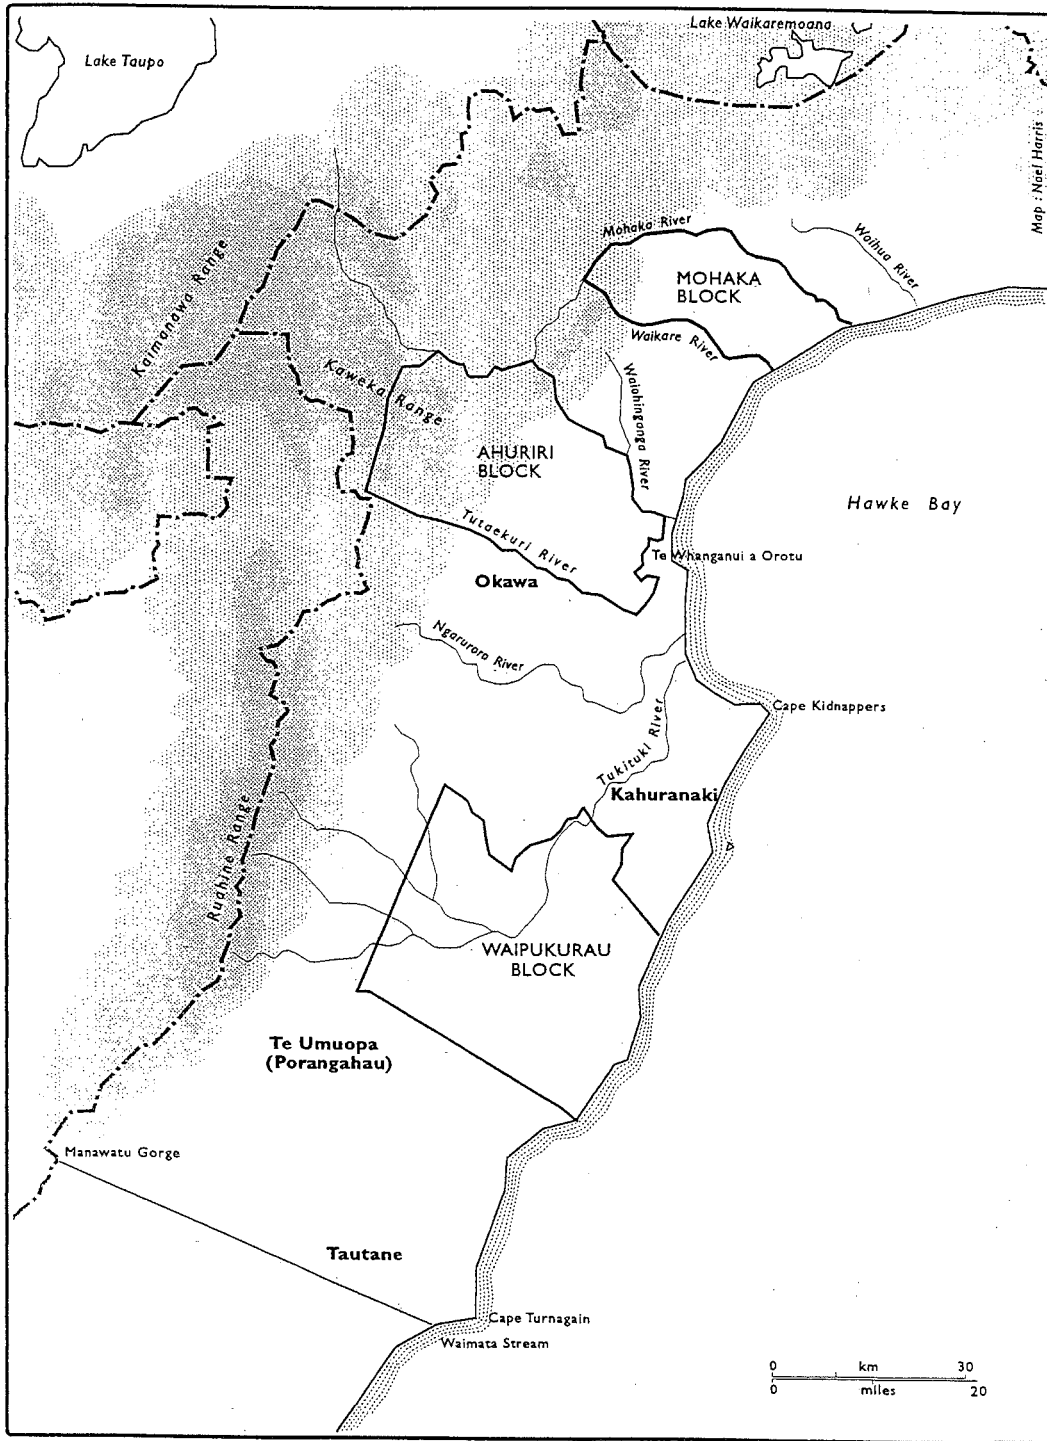 Lake Waikaremoana
Lake Taupo
Map : Noel Harris
Mohaka River
Waihua River
MOHAKA
BLOCK
Kaimanawa Range
Waikare River
Kaweka Range
Waiohingonga River
AHURIRI
BLOCK
Hawke Bay
Tutaekuri River
Te Whanganui a Orotu
Okawa
Ngaruroro River
Cape Kidnappers
Tukituki River
Kahuranaki
Ruahine Range
WAIPUKURAU
BLOCK
Te Umuopa
(Porangahau)
Manawatu Gorge
Tautane
Cape Turnagain
Waimata Stream
0 km 30
0 miles 20